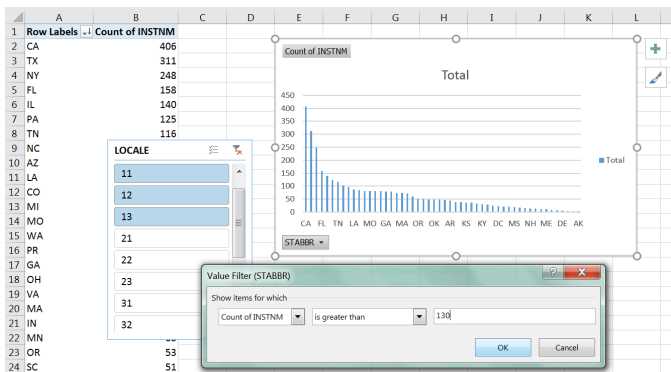 A B C D E F G H I J K L
1 Row Labels Count of INSTNM
2 CA 406
3 TX 311
4 NY 248
5 FL 158
6 IL 140
7 PA 125
8 TN 116
9 NC
10 AZ
11 LA
12 CO
13 MI
14 MO
15 WA
16 PR
17 GA
18 OH
19 VA
20 MA
21 IN
22 MN
23 OR 53
24 SC 51
LOCALE
11
12
13
21
22
23
31
32
Count of INSTNM
Total
450
400
350
300
250
200
150
100
50
0
CA FL TN LA MO GA MA OR OK AR KS KY DC MS NH ME DE AK
Total
STABBR
Value Filter (STABBR)
Show items for which
Count of INSTNM is greater than 130
OK Cancel